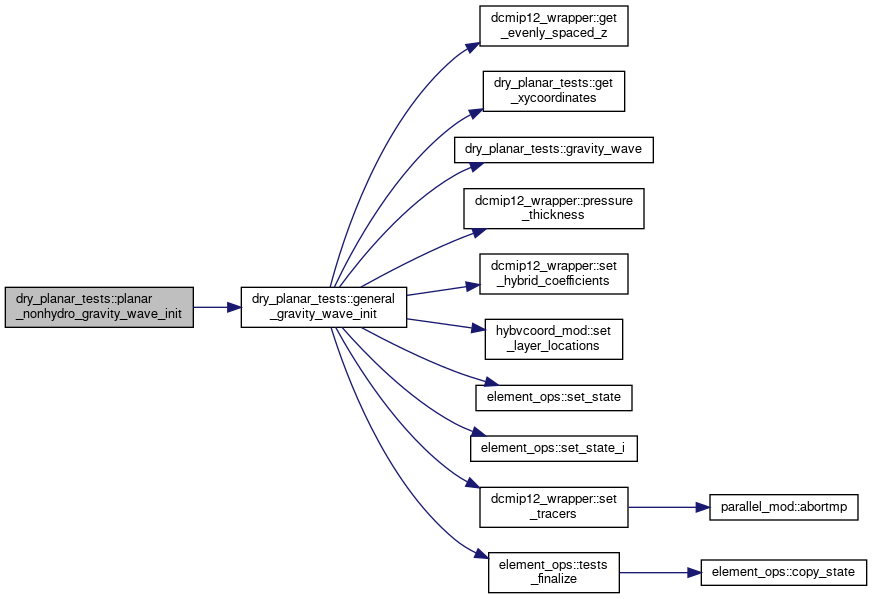 dcmip12_wrapper::get
_evenly_spaced_z
dry_planar_tests::get
_xycoordinates
dry_planar_tests::gravity_wave
dcmip12_wrapper::pressure
_thickness
dcmip12_wrapper::set
_hybrid_coefficients
dry_planar_tests::planar
_nonhydro_gravity_wave_init
dry_planar_tests::general
_gravity_wave_init
hybvcoord_mod::set
_layer_locations
element_ops::set_state
element_ops::set_state_i
dcmip12_wrapper::set
_tracers
parallel_mod::abortmp
element_ops::tests
_finalize
element_ops::copy_state